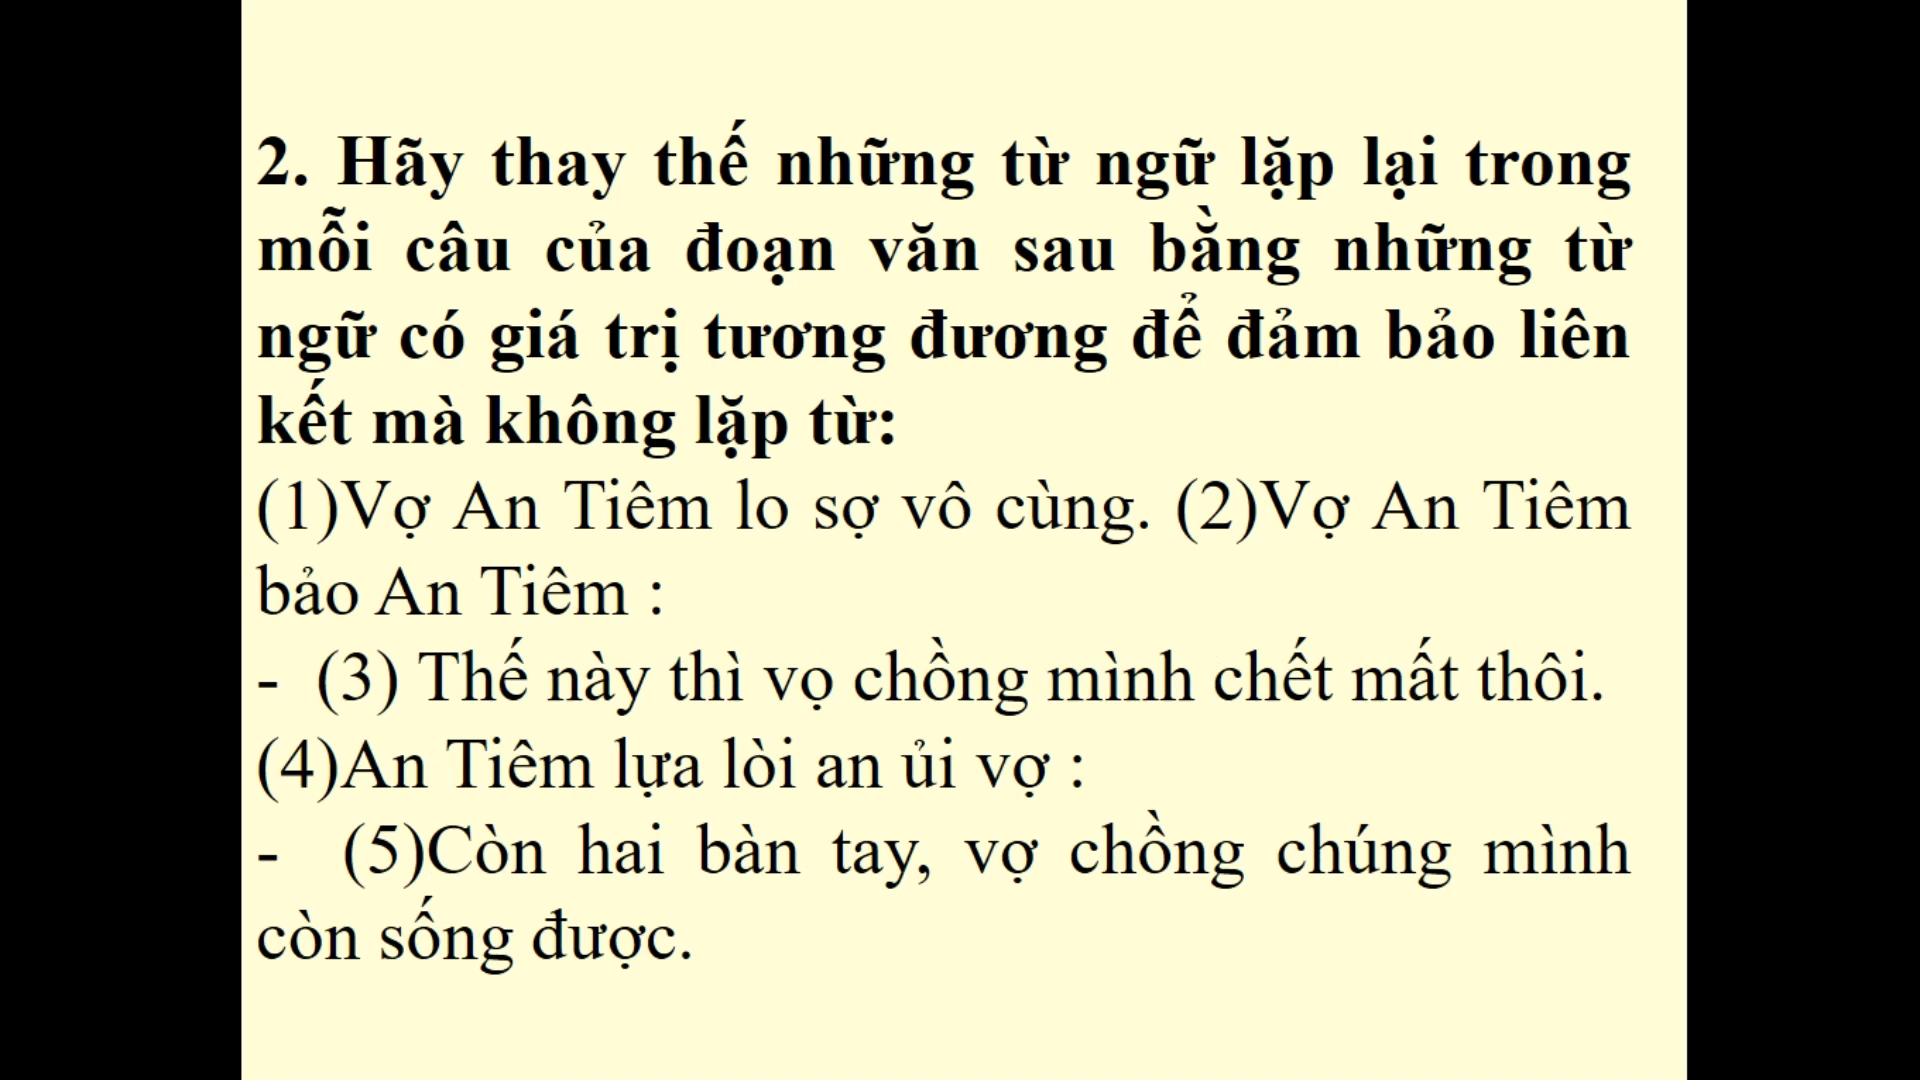 2. Hãy thay thế những từ ngữ lặp lại trong
mỗi câu của đoạn văn sau bằng những từ
ngữ có giá trị tương đương để đảm bảo liên
kết mà không lặp từ:
(1)Vợ An Tiêm lo sợ vô cùng. (2)Vợ An Tiêm
bảo An Tiêm :
- (3) Thế này thì vọ chồng mình chết mất thôi.
(4)An Tiêm lựa lòi an ủi vợ :
- (5)Còn hai bàn tay, vợ chồng chúng mình
còn sống được.